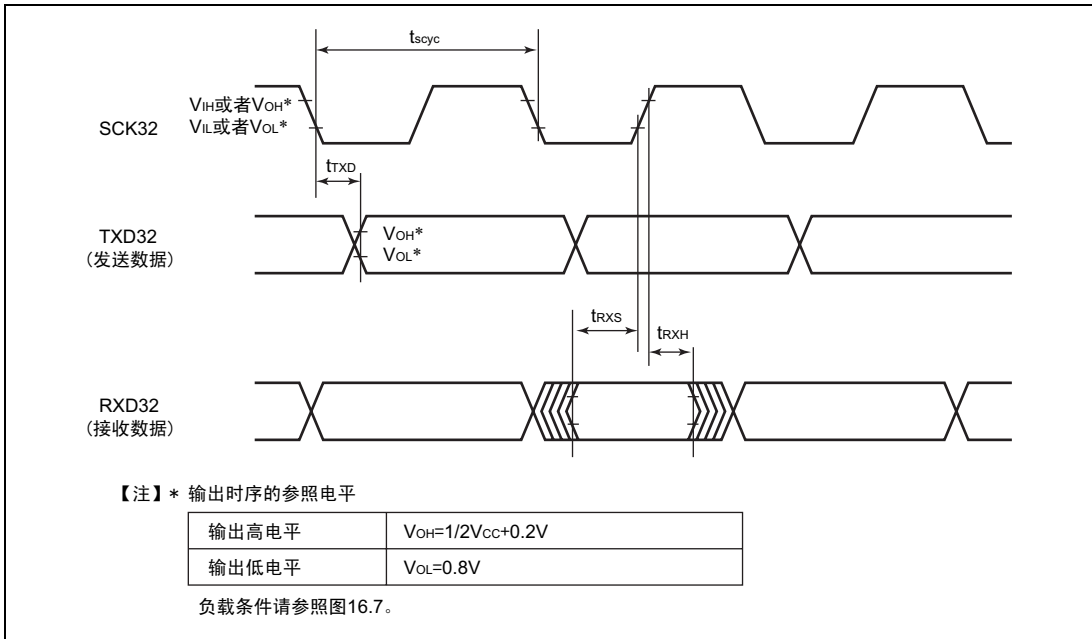 tscyc
VIH或者VOH*
SCK32
VIL或者VOL*
tTXD
TXD32
(发送数据)
VOH*
VOL*
tRXS
tRXH
RXD32
(接收数据)
【注】* 输出时序的参照电平
输出高电平 VOH=1/2VCC+0.2V
输出低电平 VOL=0.8V
负载条件请参照图16.7。